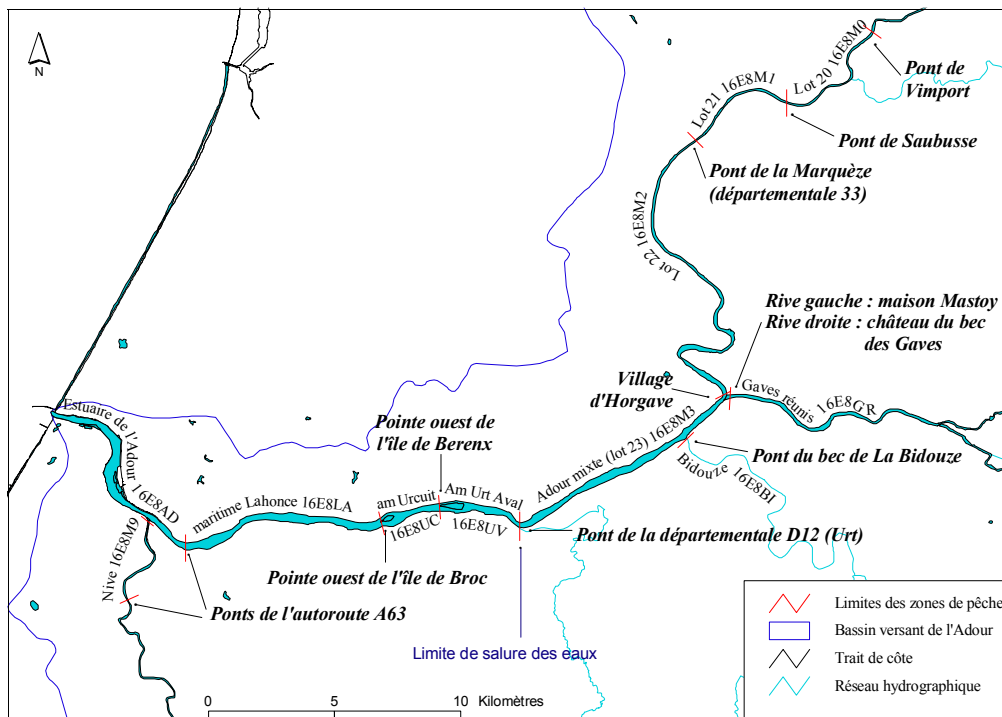 N
Lot 20 16E8M0
Pont de
Vimport
Lot 21 16E8M1
Pont de Saubusse
Pont de la Marquèze
(départementale 33)
Lot 22 16E8M2
Rive gauche : maison Mastoy
Rive droite : château du bec
des Gaves
Village
d'Horgave
Gaves réunis 16E8GR
Estuaire de l'Adour 16E8AD
Pointe ouest de
l'île de Berenx
Adour mixte (lot 23) 16E8M3
Pont du bec de La Bidouze
Bidouze 16E8BI
maritime Lahonce 16E8LA
am Urcuit
16E8UC
Am Urt Aval
16E8UV
Pont de la départementale D12 (Urt)
Nive 16E8M9
Pointe ouest de l'île de Broc
Ponts de l'autoroute A63
Limite de salure des eaux
0 10 Kilomètres
Limites des zones de pêche
Bassin versant de l'Adour
Trait de côte
Réseau hydrographique